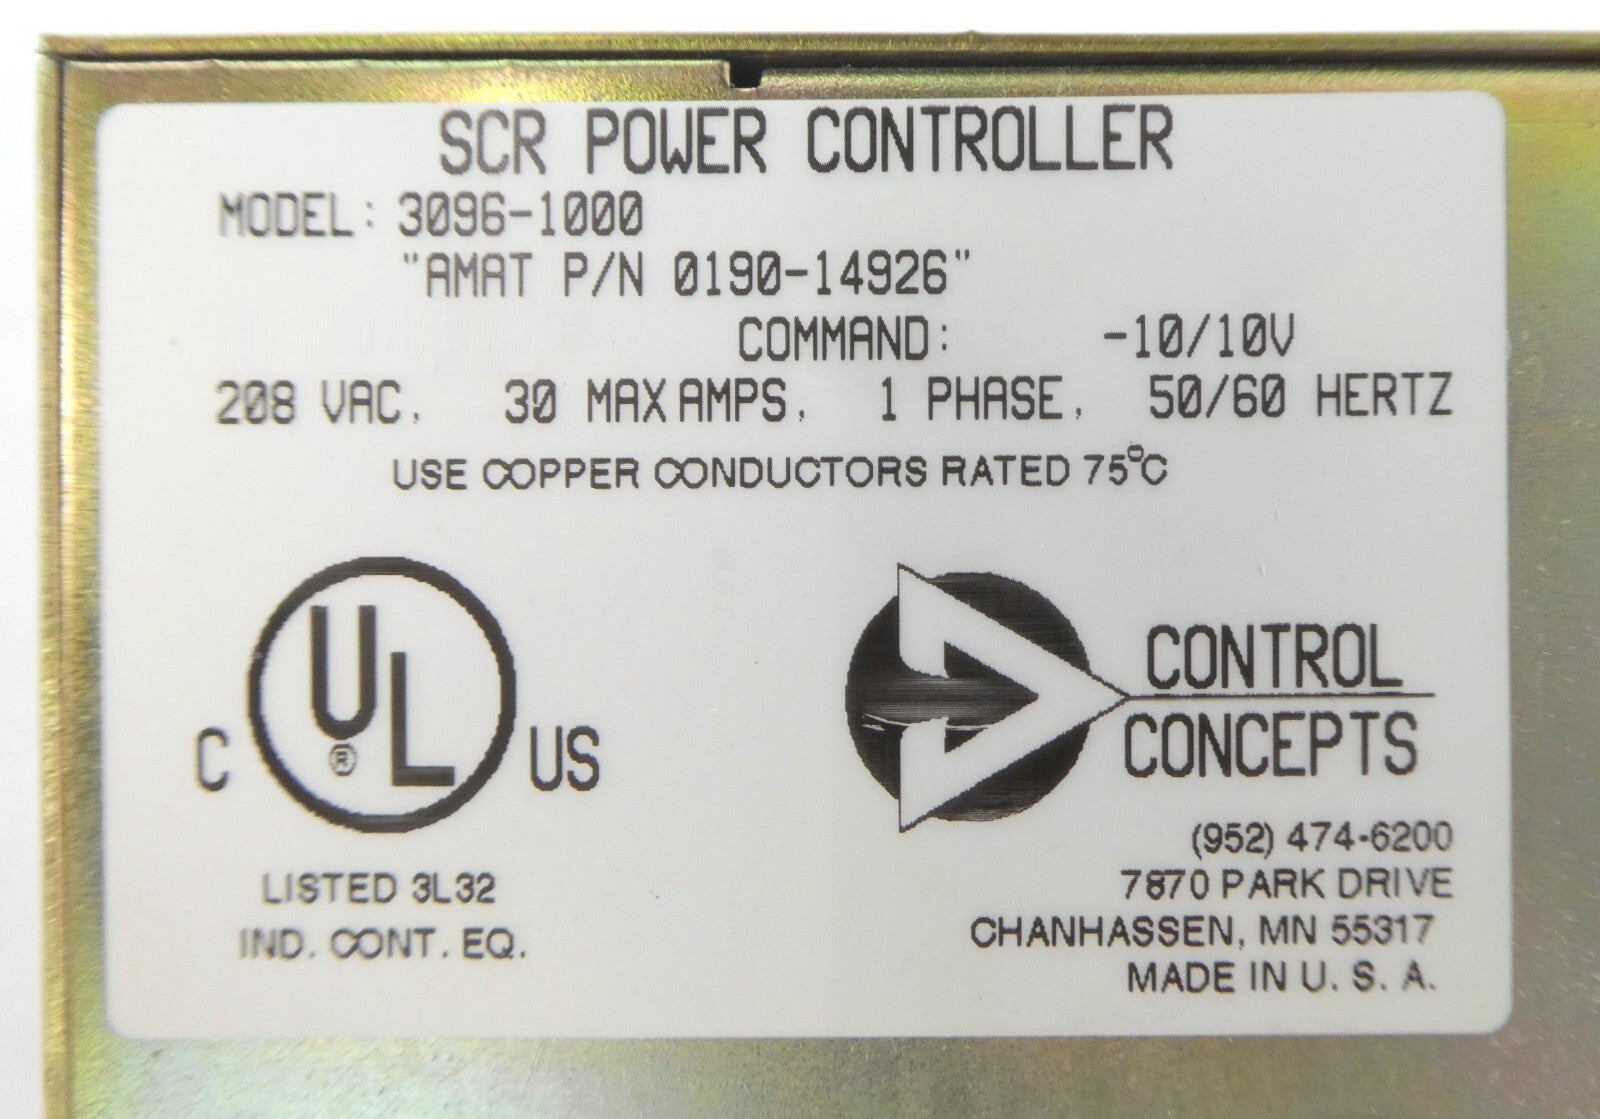 SCR POWER CONTROLLER
MODEL: 3096-1000
"AMAT P/N 0190-14926"
COMMAND: -10/10V
208 VAC, 30 MAX AMPS, 1 PHASE, 50/60 HERTZ
USE COPPER CONDUCTORS RATED 75°C
C UL® US
LISTED 3L32
IND. CONT. EQ.
CONTROL
CONCEPTS
(952) 474-6200
7870 PARK DRIVE
CHANHASSEN, MN 55317
MADE IN U. S. A.